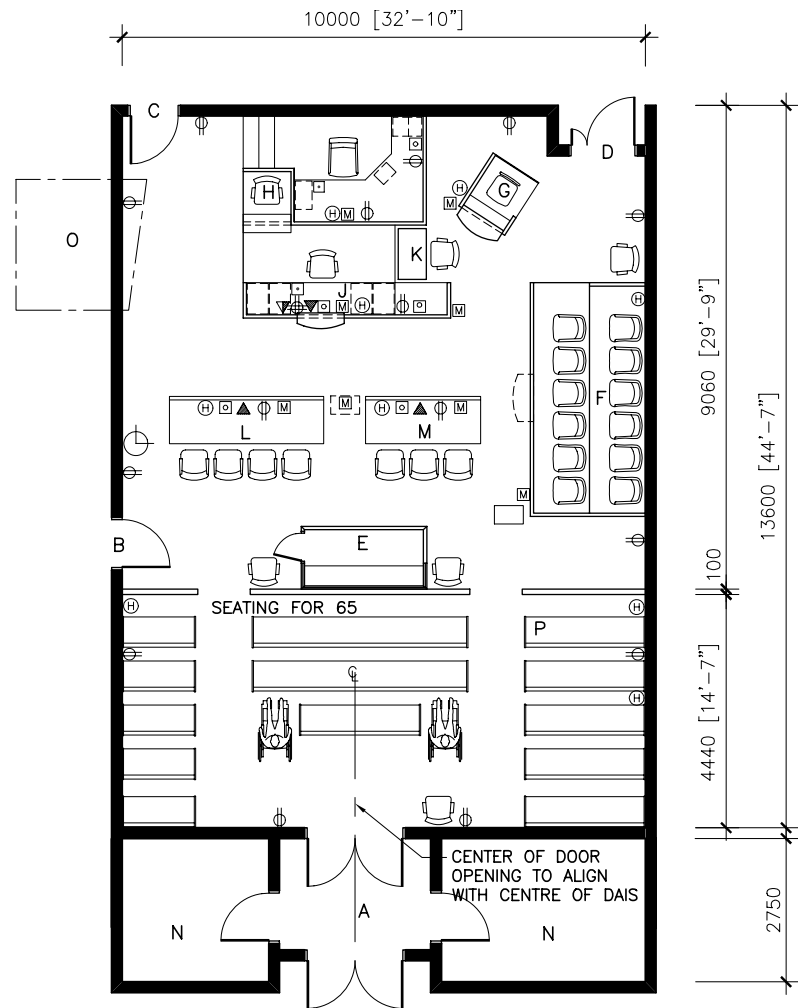 10000 [32'-10"]
C
D
H
G
O
H
H
M
M
K
J
H
M
H
M
9060 [29'-9"]
F
H
M
M
H
M
L
M
13600 [44'-7"]
M
B
E
100
H
SEATING FOR 65
H
P
℄
H
4440 [14'-7"]
CENTER OF DOOR
OPENING TO ALIGN
WITH CENTRE OF DAIS
A
N
N
2750